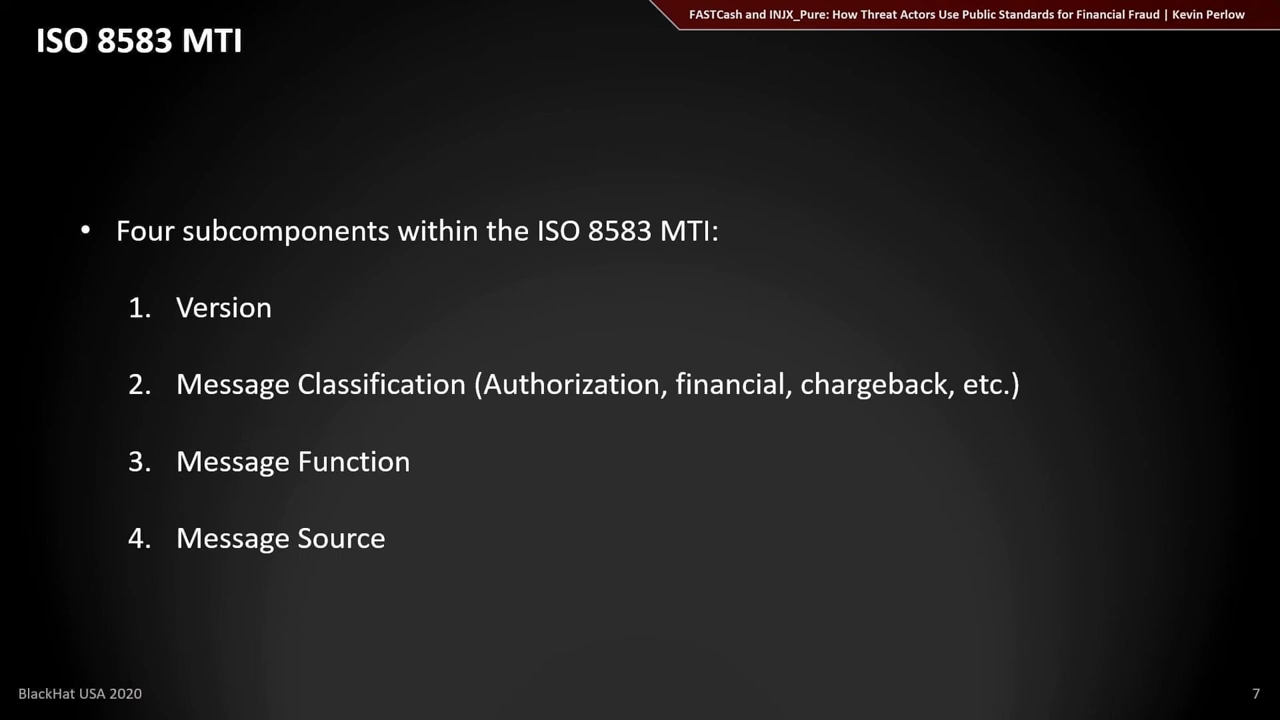 FASTCash and INJX_Pure: How Threat Actors Use Public Standards for Financial Fraud | Kevin Perlow
ISO 8583 MTI
• Four subcomponents within the ISO 8583 MTI:
1. Version
2. Message Classification (Authorization, financial, chargeback, etc.)
3. Message Function
4. Message Source
BlackHat USA 2020
7